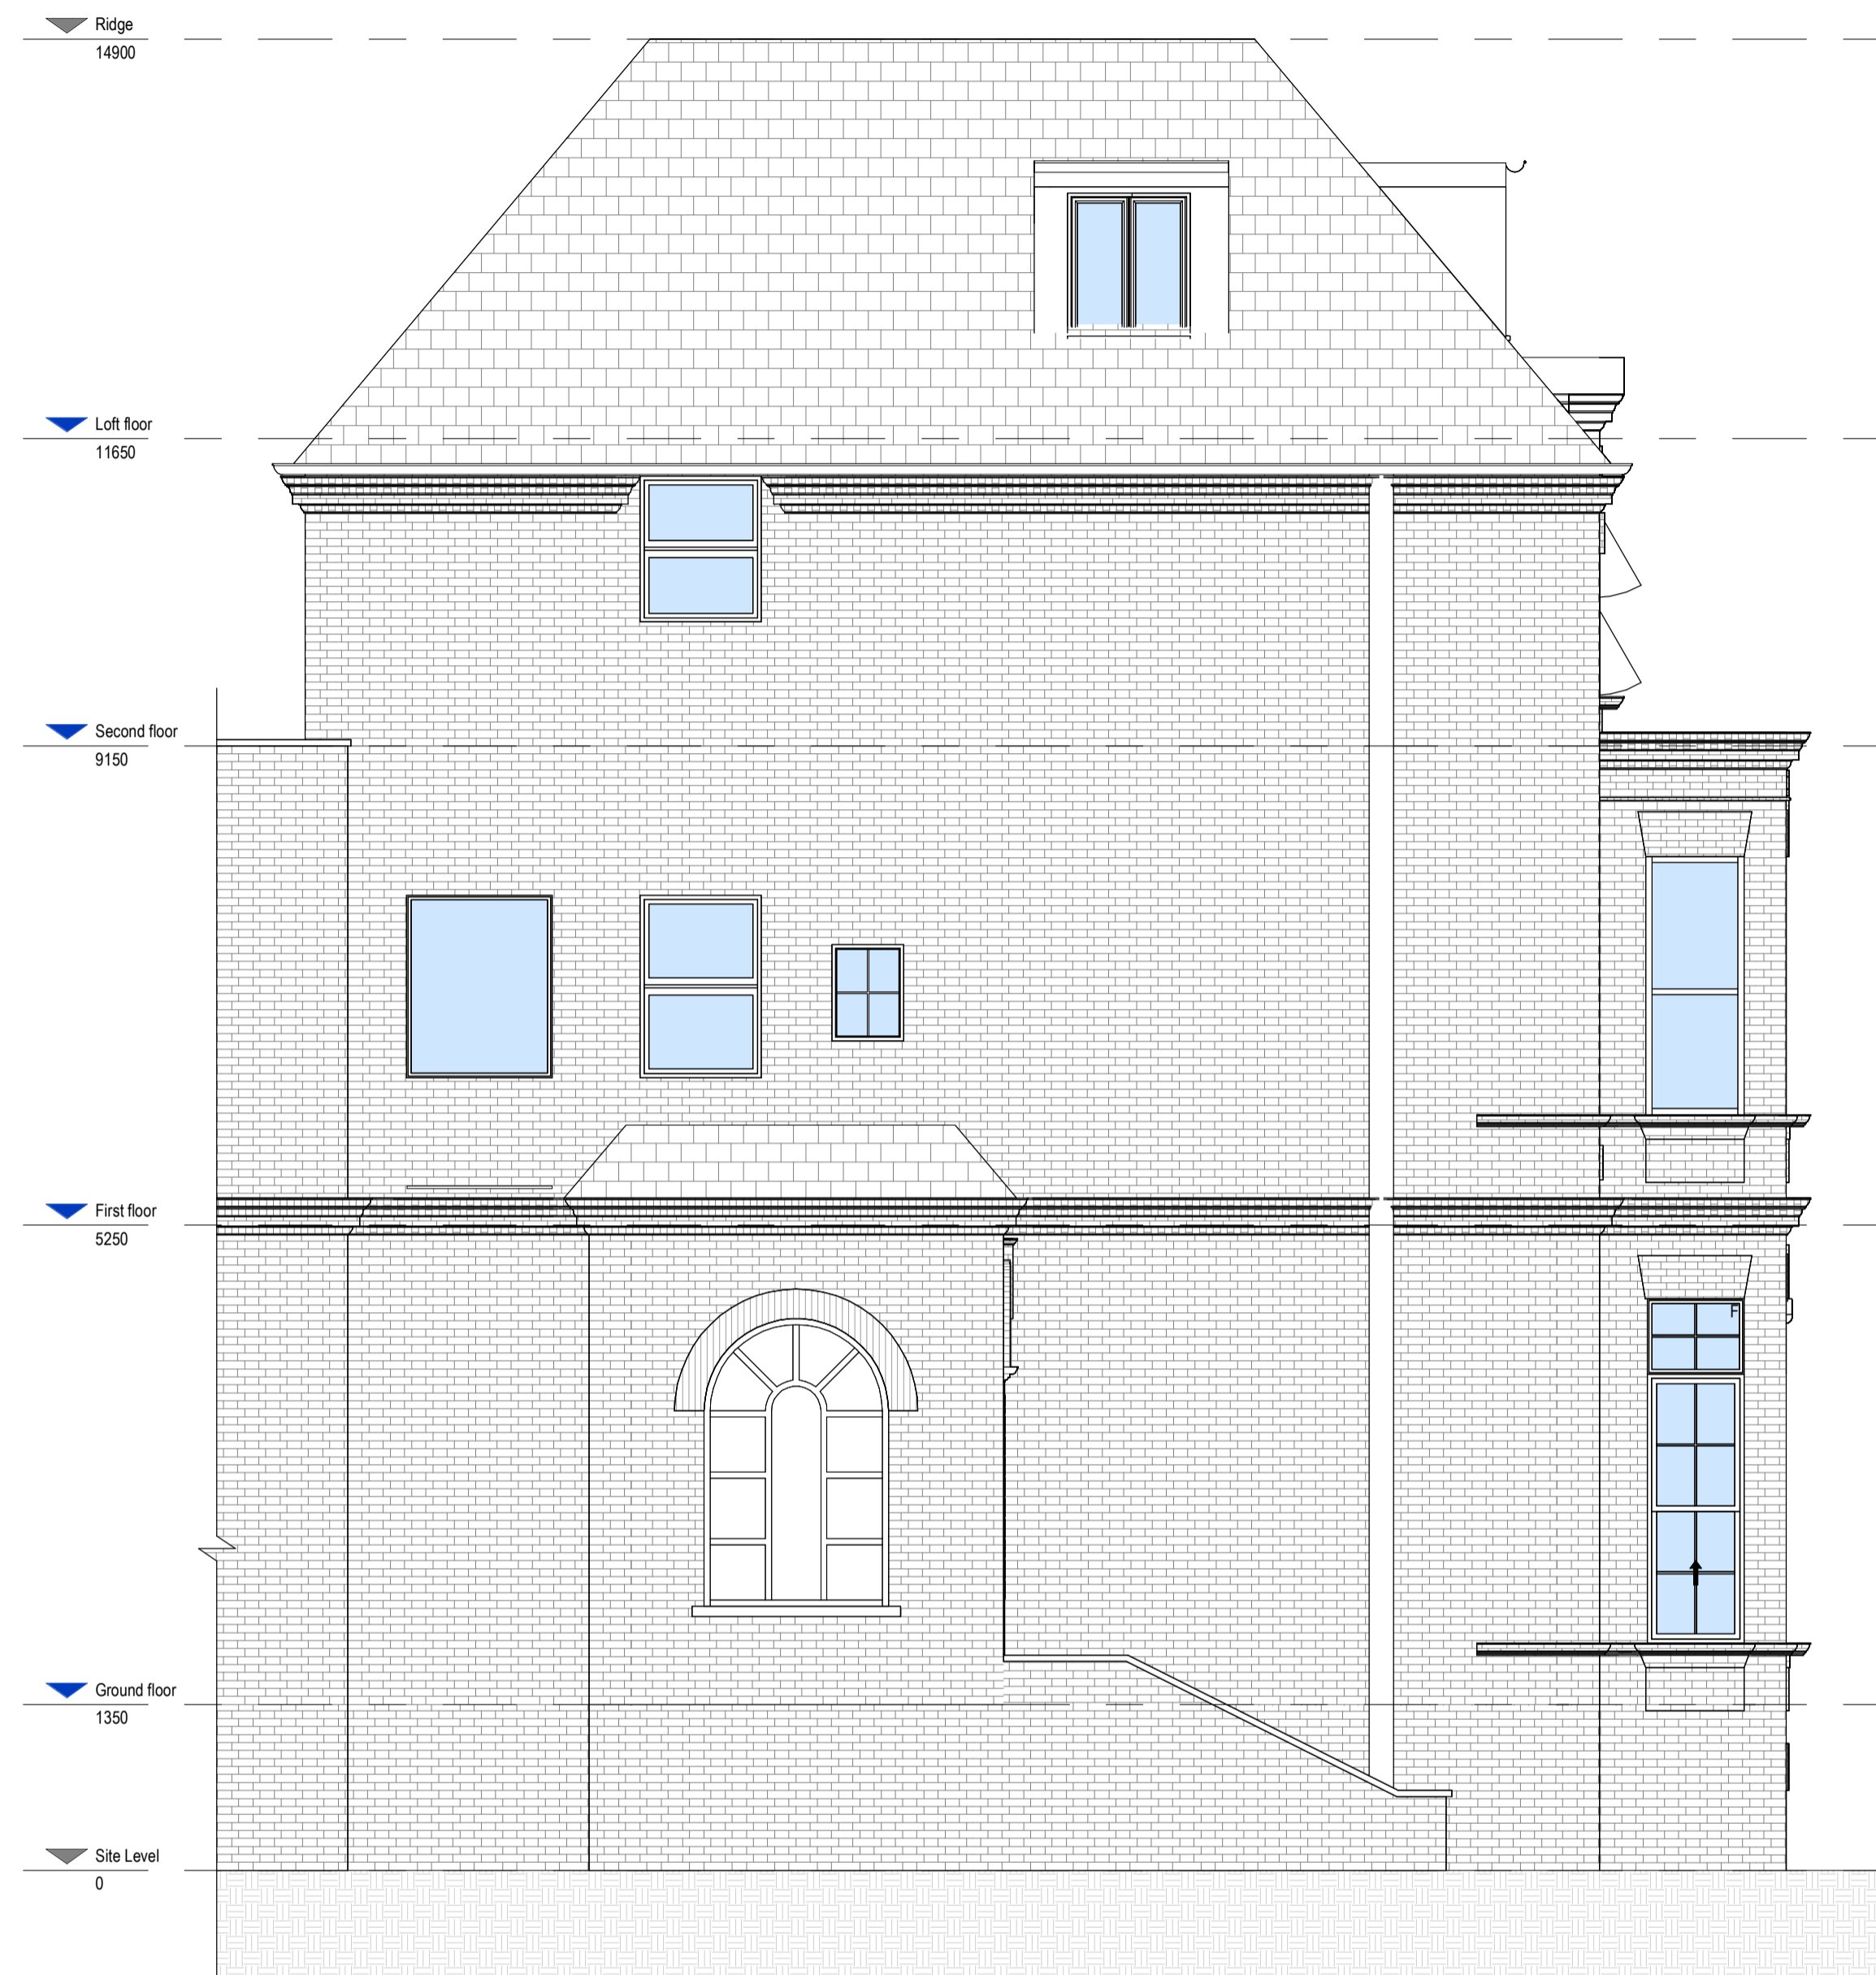 Ridge
14900
Loft floor
11650
Second floor
9150
First floor
5250
F
Ground floor
1350
Site Level
0